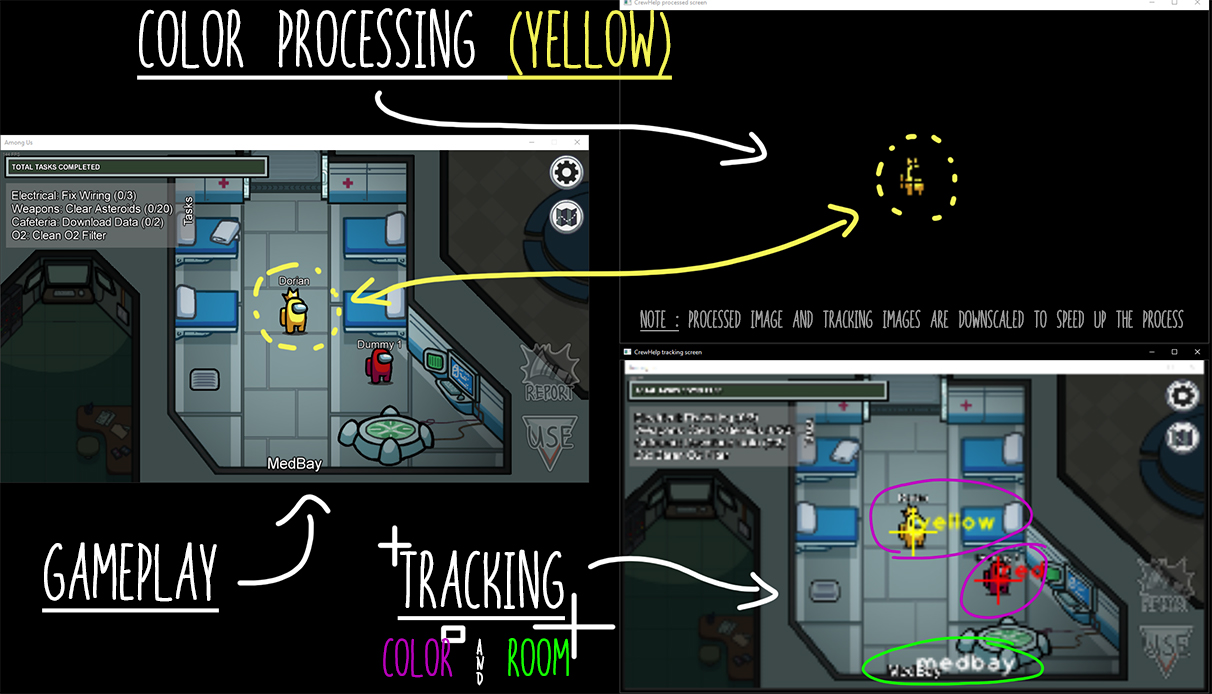 COLOR PROCESSING (YELLOW)
CrewHelp processed screen
Among Us
TOTAL TASKS COMPLETED
Electrical: Fix Wiring (0/3)
Weapons: Clear Asteroids (0/20)
Cafeteria: Download Data (0/2)
O2: Clean O2 Filter
Tasks
Dorian
Dummy 1
REPORT
USE
MedBay
NOTE : PROCESSED IMAGE AND TRACKING IMAGES ARE DOWNSCALED TO SPEED UP THE PROCESS
CrewHelp tracking screen
yellow
red
USE
MedBay
medbay
GAMEPLAY
TRACKING
COLOR AND ROOM